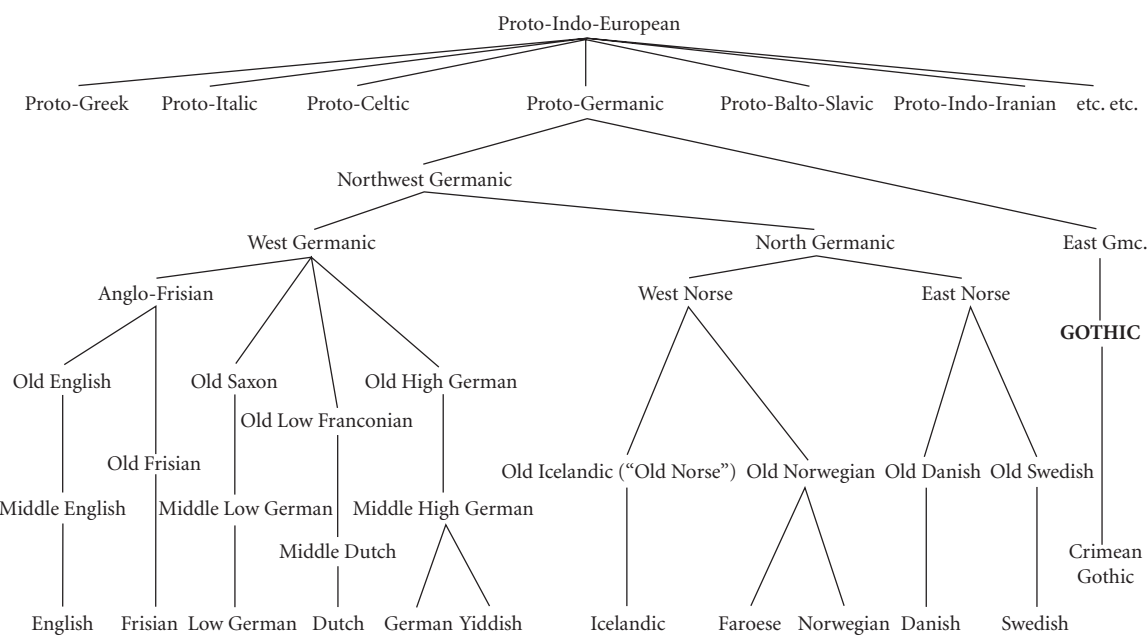 Proto-Indo-European
Proto-Greek Proto-Italic Proto-Celtic Proto-Germanic Proto-Balto-Slavic Proto-Indo-Iranian etc. etc.
Northwest Germanic
West Germanic North Germanic East Gmc.
Anglo-Frisian West Norse East Norse
GOTHIC
Old English Old Saxon Old High German
Old Low Franconian
Old Frisian Old Icelandic (“Old Norse”) Old Norwegian Old Danish Old Swedish
Middle English Middle Low German Middle High German
Middle Dutch Crimean
Gothic
English Frisian Low German Dutch German Yiddish Icelandic Faroese Norwegian Danish Swedish